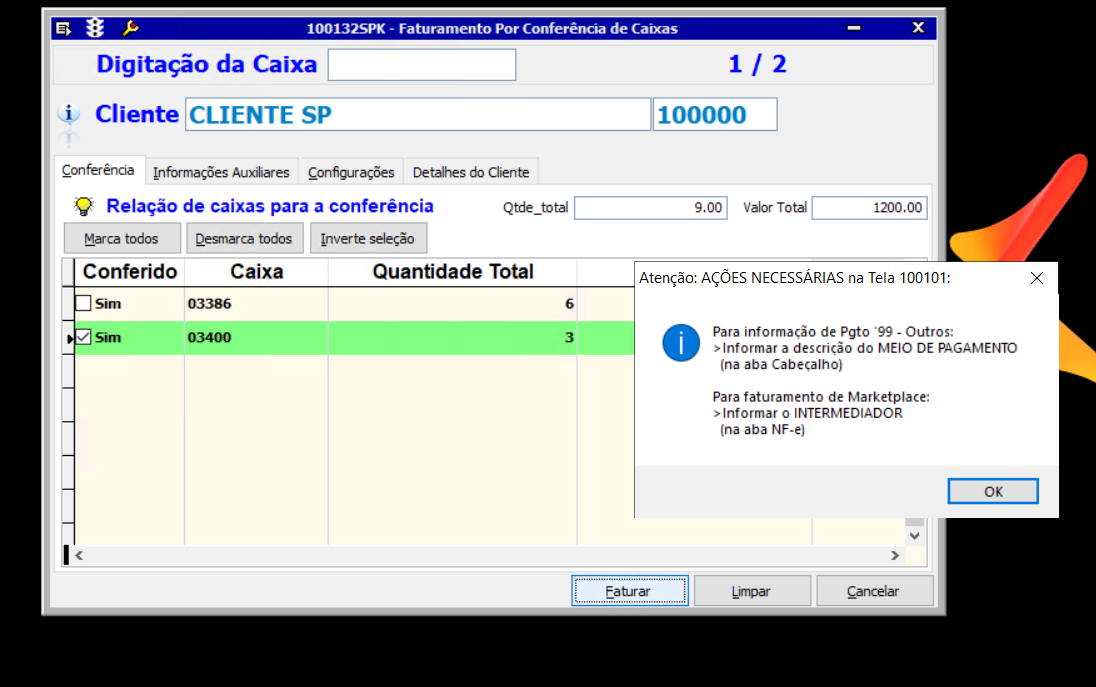 100132SPK - Faturamento Por Conferência de Caixas
Digitação da Caixa
1 / 2
Cliente CLIENTE SP 100000
Conferência Informações Auxiliares Configurações Detalhes do Cliente
Relação de caixas para a conferência Qtde_total 9.00 Valor Total 1200.00
Marca todos Desmarca todos Inverte seleção
Conferido Caixa Quantidade Total
Sim 03386 6
Sim 03400 3
Atenção: AÇÕES NECESSÁRIAS na Tela 100101:
Para informação de Pgto '99 - Outros:
>Informar a descrição do MEIO DE PAGAMENTO
(na aba Cabeçalho)
Para faturamento de Marketplace:
>Informar o INTERMEDIADOR
(na aba NF-e)
OK
Faturar Limpar Cancelar